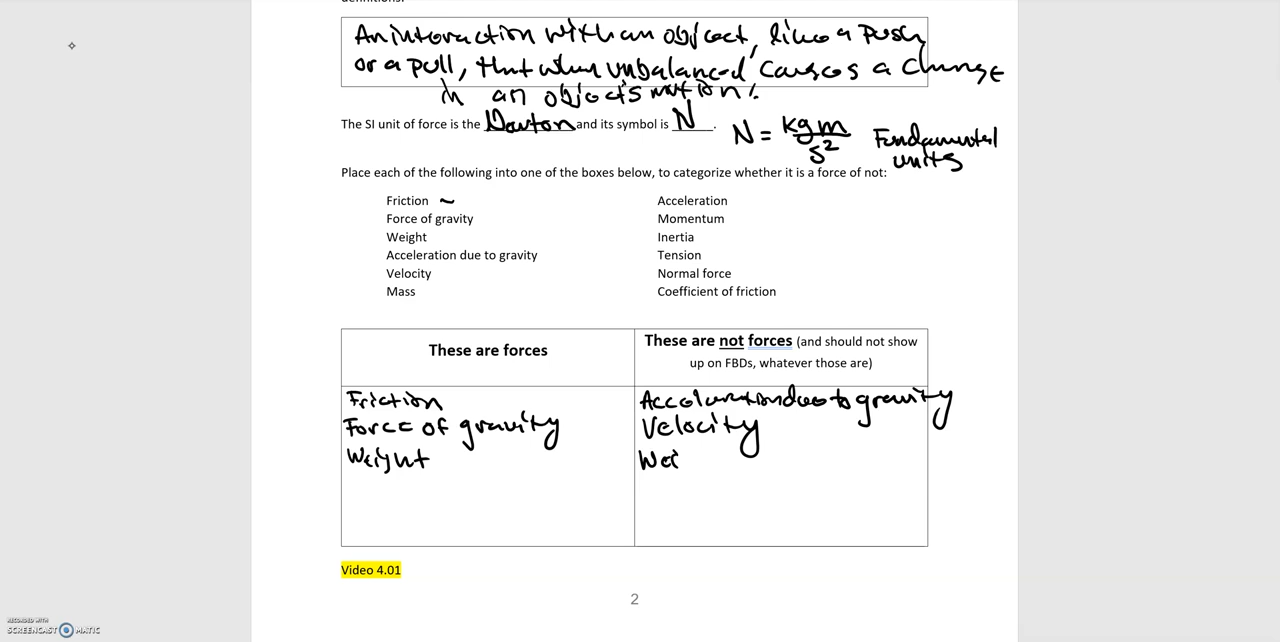 definitions.
An interaction with an object, like a push
or a pull, that when unbalanced causes a change
in an object's motion.
The SI unit of force is the Newton and its symbol is N.
N = kgm/s² Fundamental
units
Place each of the following into one of the boxes below, to categorize whether it is a force of not:
Friction Acceleration
Force of gravity Momentum
Weight Inertia
Acceleration due to gravity Tension
Velocity Normal force
Mass Coefficient of friction
These are forces
These are not forces (and should not show
up on FBDs, whatever those are)
Friction
Force of gravity
Weight
Acceleration due to gravity
Velocity
Wei
Video 4.01
2
RECORDED WITH
SCREENCAST MATIC